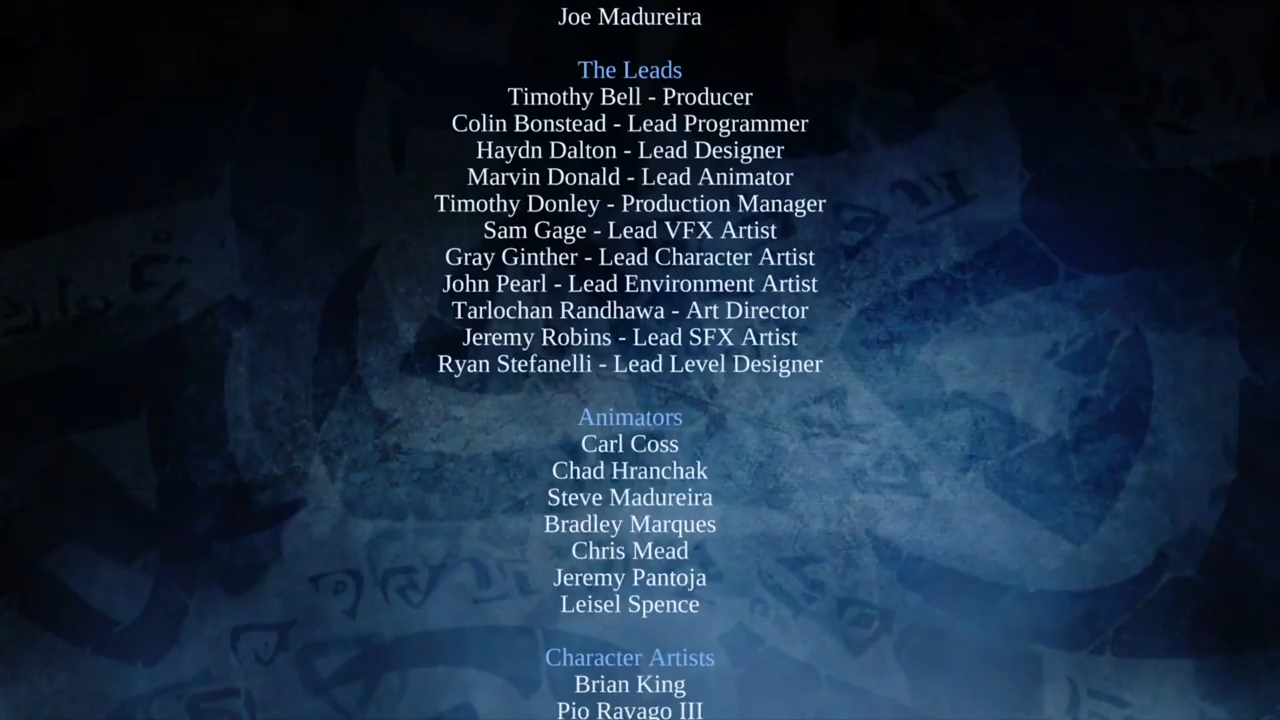 Joe Madureira
The Leads
Timothy Bell - Producer
Colin Bonstead - Lead Programmer
Haydn Dalton - Lead Designer
Marvin Donald - Lead Animator
Timothy Donley - Production Manager
Sam Gage - Lead VFX Artist
Gray Ginther - Lead Character Artist
John Pearl - Lead Environment Artist
Tarlochan Randhawa - Art Director
Jeremy Robins - Lead SFX Artist
Ryan Stefanelli - Lead Level Designer
Animators
Carl Coss
Chad Hranchak
Steve Madureira
Bradley Marques
Chris Mead
Jeremy Pantoja
Leisel Spence
Character Artists
Brian King
Pio Ravago III